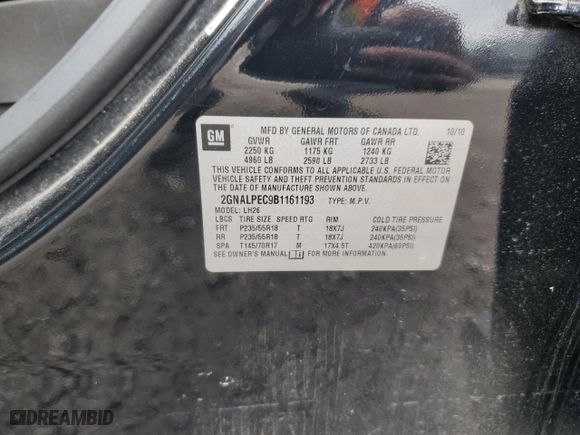 GM
MFD BY GENERAL MOTORS OF CANADA LTD. 10/10
GVWR GAWR FRT GAWR RR
2250 KG 1175 KG 1240 KG
4960 LB 2590 LB 2733 LB
THIS VEHICLE CONFORMS TO ALL APPLICABLE U.S. FEDERAL MOTOR
VEHICLE SAFETY, BUMPER, AND THEFT PREVENTION STANDARDS
IN EFFECT ON THE DATE OF MANUFACTURE SHOWN ABOVE.
2GNALPEC9B1161193 TYPE: M.P.V.
MODEL: LH26
LBCS TIRE SIZE SPEED RTG RIM COLD TIRE PRESSURE
FRT P235/55R18 T 18X7J 240KPA(35PSI)
RR P235/55R18 T 18X7J 240KPA(35PSI)
SPA T145/70R17 M 17X4.5T 420KPA(60PSI)
SEE OWNER'S MANUAL FOR MORE INFORMATION.
DREAMBID